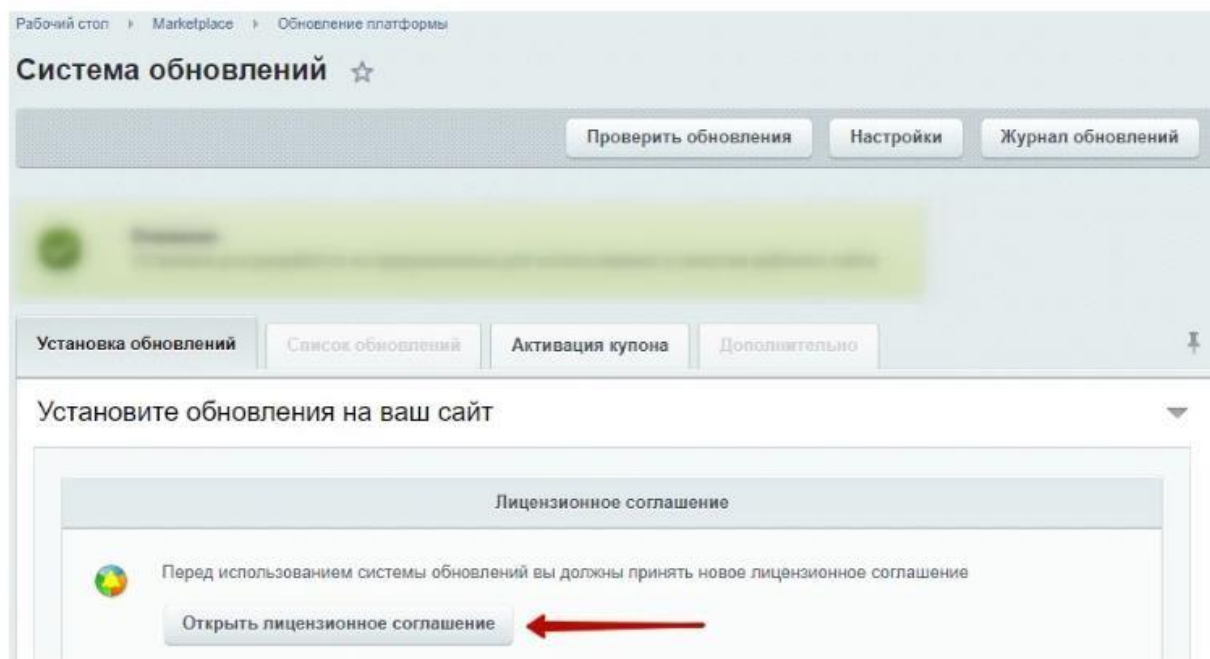 Рабочий стол Marketplace Обновление платформы
Система обновлений
Проверить обновления Настройки Журнал обновлений
Установка обновлений Список обновлений Активация купона Дополнительно
Установите обновления на ваш сайт
Лицензионное соглашение
Перед использованием системы обновлений вы должны принять новое лицензионное соглашение
Открыть лицензионное соглашение